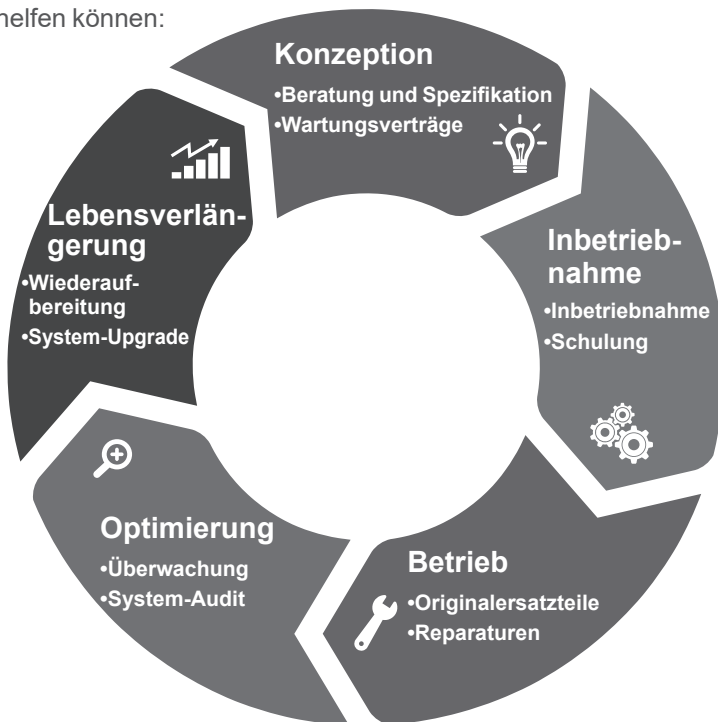 helfen können:
Konzeption
•Beratung und Spezifikation
•Wartungsverträge
Inbetrieb-
nahme
•Inbetriebnahme
•Schulung
Betrieb
•Originalersatzteile
•Reparaturen
Optimierung
•Überwachung
•System-Audit
Lebensverlän-
gerung
•Wiederauf-
bereitung
•System-Upgrade